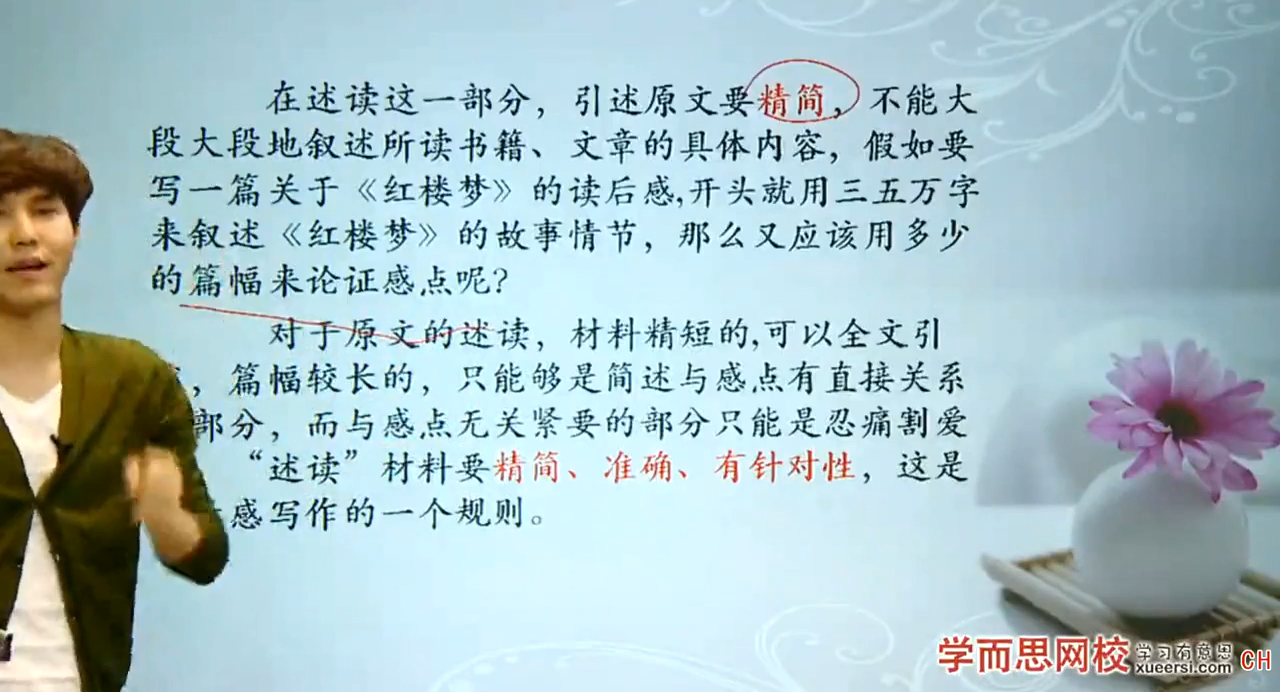 在述读这一部分，引述原文要精简，不能大
段大段地叙述所读书籍、文章的具体内容，假如要
写一篇关于《红楼梦》的读后感,开头就用三五万字
来叙述《红楼梦》的故事情节，那么又应该用多少
的篇幅来论证感点呢?
对于原文的述读，材料精短的,可以全文引
，篇幅较长的，只能够是简述与感点有直接关系
部分，而与感点无关紧要的部分只能是忍痛割爱
“述读”材料要精简、准确、有针对性，这是
感写作的一个规则。
学而思网校 学习有意思
xueersi.com CH